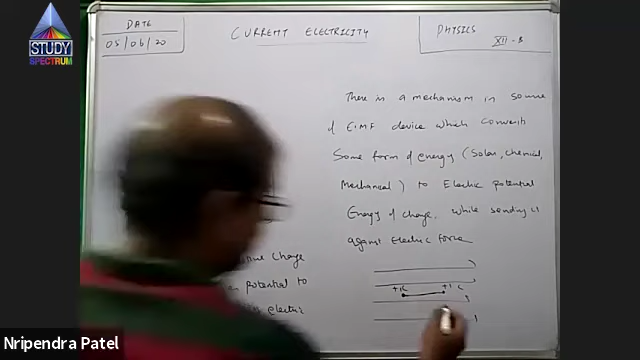 STUDY
SPECTRUM
DATE
05/06/20
CURRENT ELECTRICITY
PHYSICS
XII-B
There is a mechanism in source
of E.M.F device which converts
Some form of energy (Solar, chemical,
Mechanical) to Electric potential
Energy of charge, while sending it
against Electric force
charge
potential to
electric
+1C +1C
Nripendra Patel